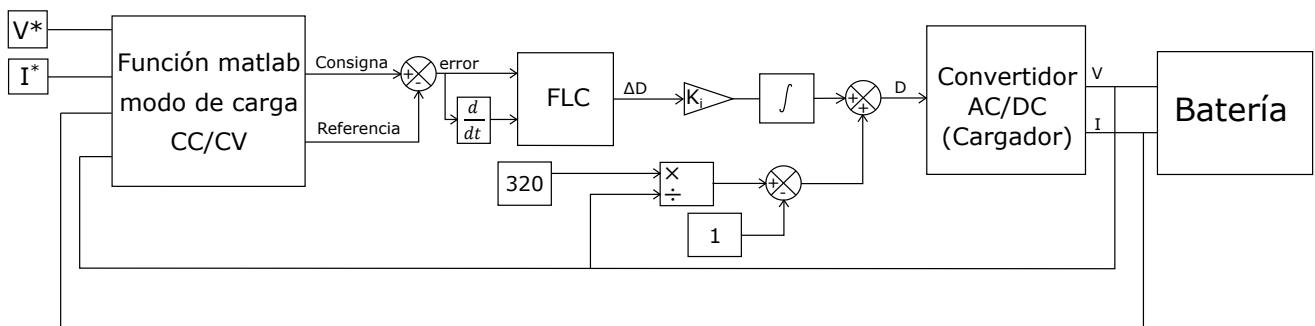 V*
I*
Función matlab
modo de carga
CC/CV
Consigna
Referencia
+
-
error
d
dt
FLC
ΔD
Ki
∫
+
+
D
320
×
÷
+
-
1
Convertidor
AC/DC
(Cargador)
V
I
Batería